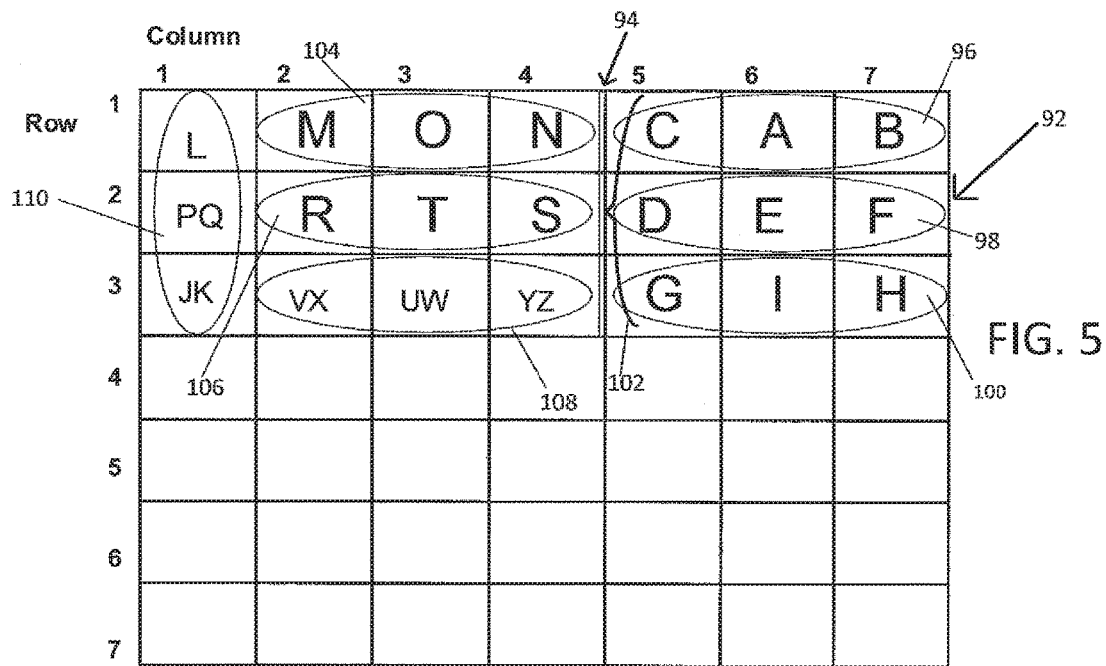 Column 104 94
1 2 3 4 5 6 7 96
Row 1 L M O N C A B 92
110 2 PQ R T S D E F 98
3 JK VX UW YZ G I H
FIG. 5
4 106 108 102 100
5
6
7